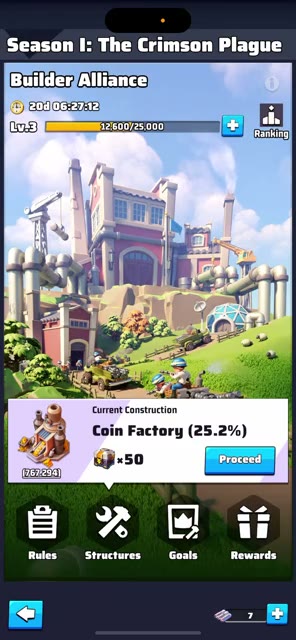 Season 1: The Crimson Plague
Builder Alliance
20d 06:27:12
Lv.3 12,600/25,000
Ranking
Current Construction
Coin Factory (25.2%)
×50
Proceed
(767,294)
Rules Structures Goals Rewards
7